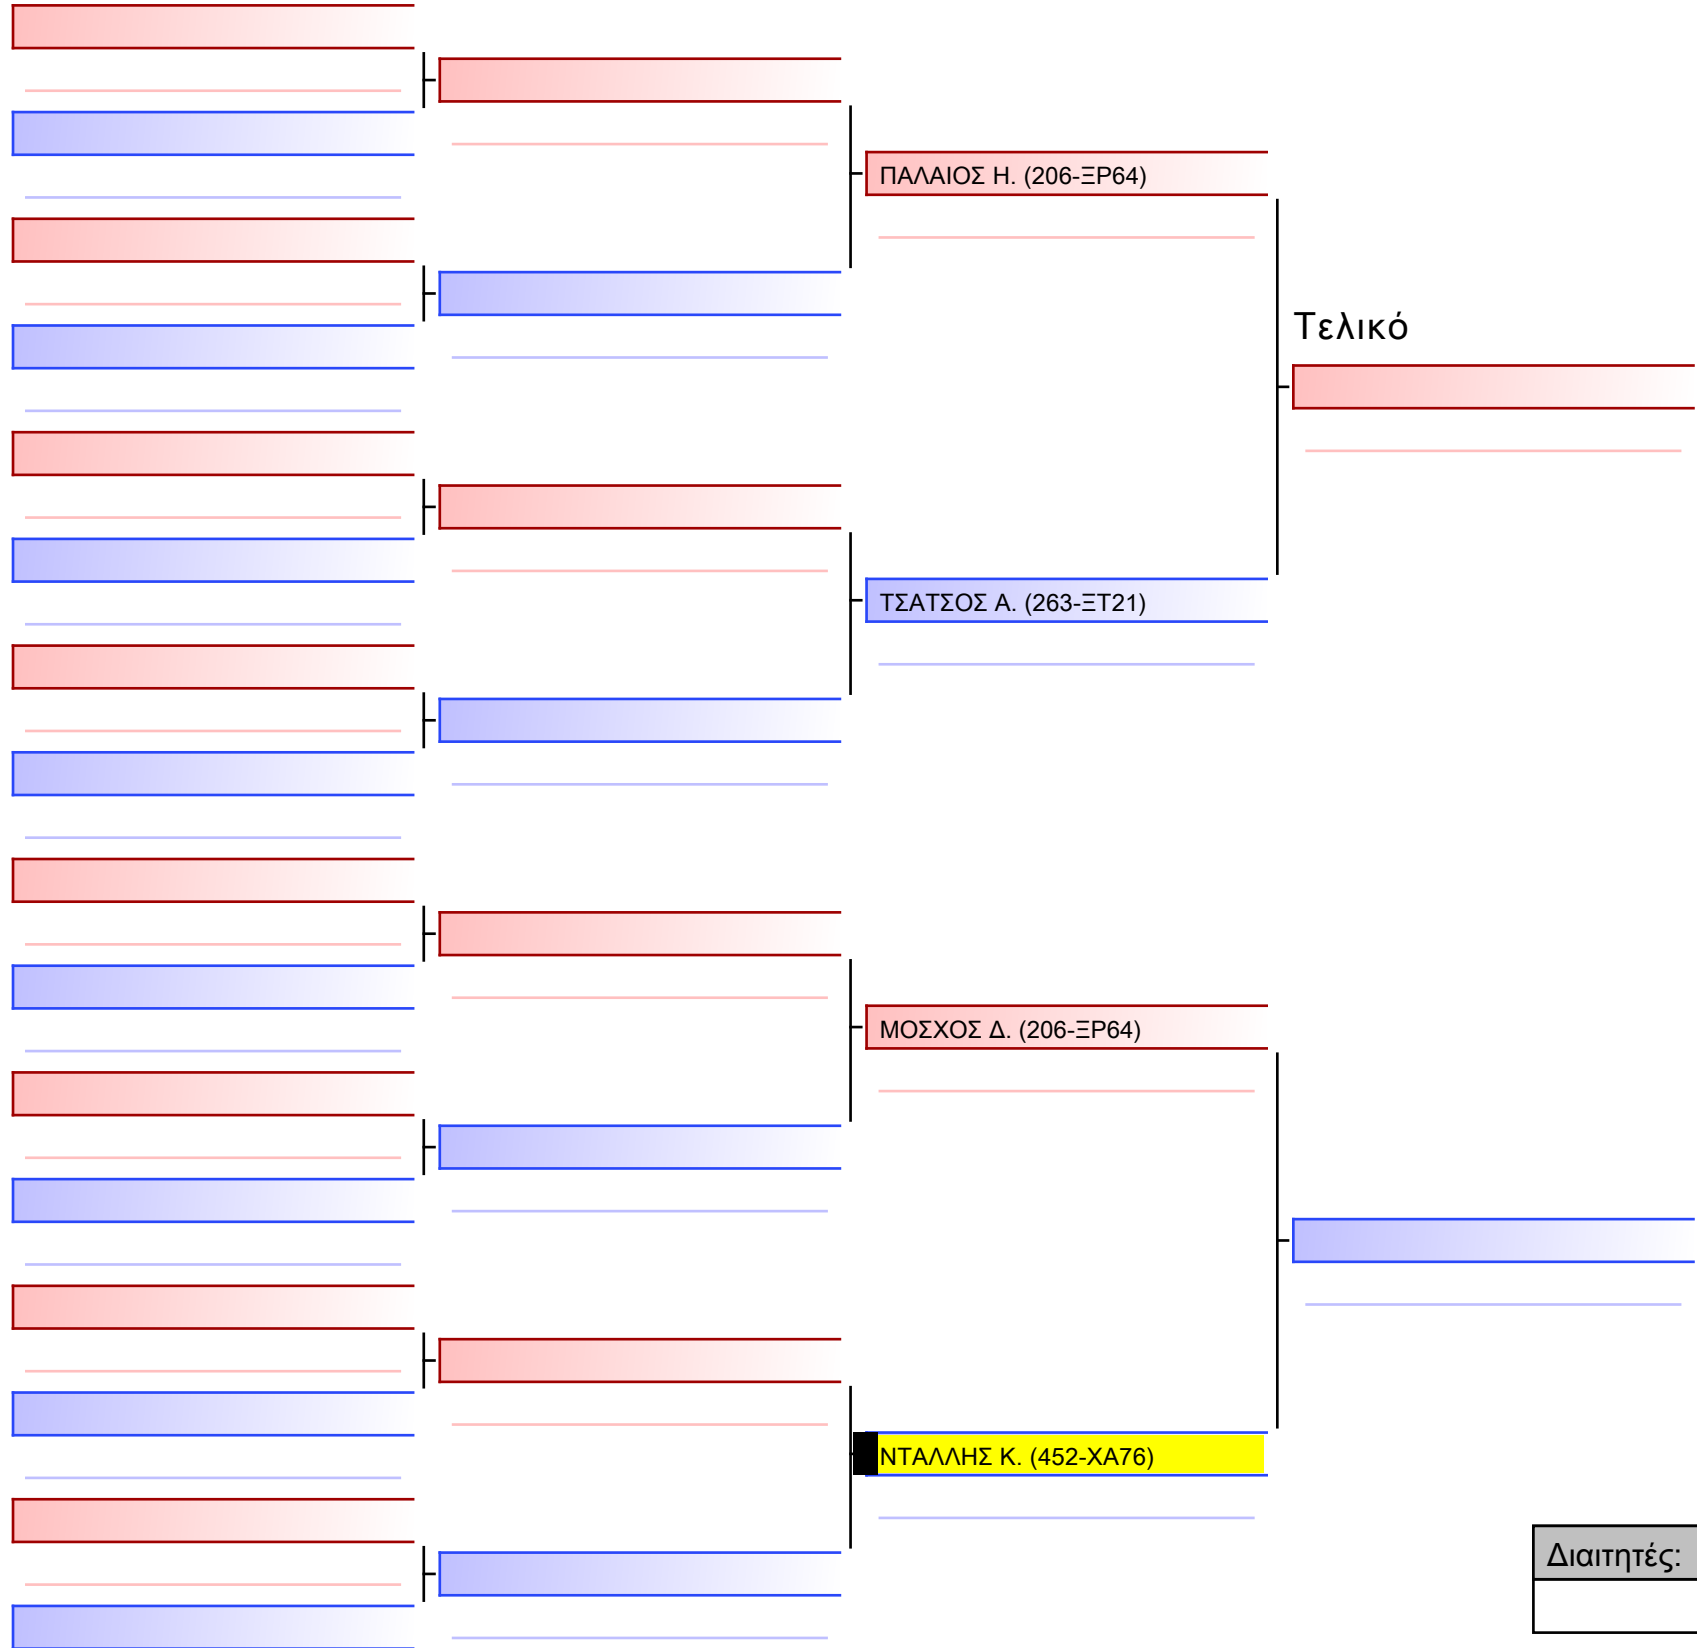 ΠΑΛΑΙΟΣ Η. (206-ΞΡ64)
Τελικό
ΤΣΑΤΣΟΣ Α. (263-ΞΤ21)
ΜΟΣΧΟΣ Δ. (206-ΞΡ64)
ΝΤΑΛΛΗΣ Κ. (452-ΧΑ76)
Διαιτητές: